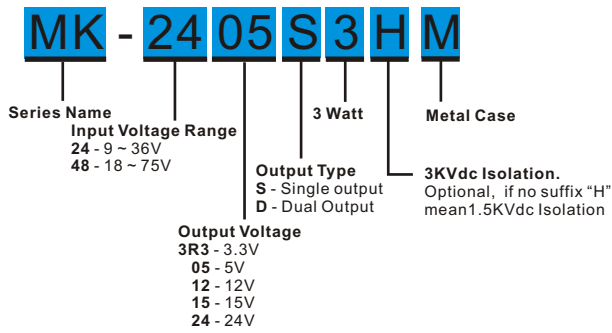 MK - 24 05 S 3 H M
Series Name
Input Voltage Range
24 - 9 ~ 36V
48 - 18 ~ 75V
3 Watt
Metal Case
Output Type
S - Single output
D - Dual Output
3KVdc Isolation.
Optional, if no suffix "H"
mean1.5KVdc Isolation
Output Voltage
3R3 - 3.3V
05 - 5V
12 - 12V
15 - 15V
24 - 24V